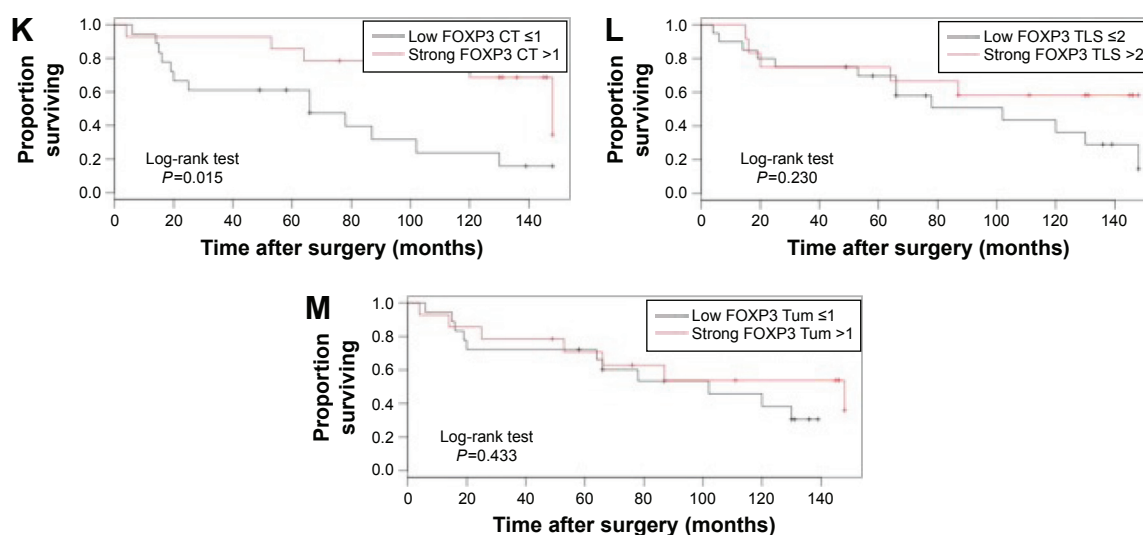 K
Low FOXP3 CT ≤1
Strong FOXP3 CT >1
1.0
0.8
0.6
0.4
0.2
0.0
Proportion
surviving
Log-rank test
P=0.015
0 20 40 60 80 100 120 140
Time after surgery (months)
L
Low FOXP3 TLS ≤2
Strong FOXP3 TLS >2
1.0
0.8
0.6
0.4
0.2
0.0
Proportion
surviving
Log-rank test
P=0.230
0 20 40 60 80 100 120 140
Time after surgery (months)
M
Low FOXP3 Tum ≤1
Strong FOXP3 Tum >1
1.0
0.8
0.6
0.4
0.2
0.0
Proportion
surviving
Log-rank test
P=0.433
0 20 40 60 80 100 120 140
Time after surgery (months)